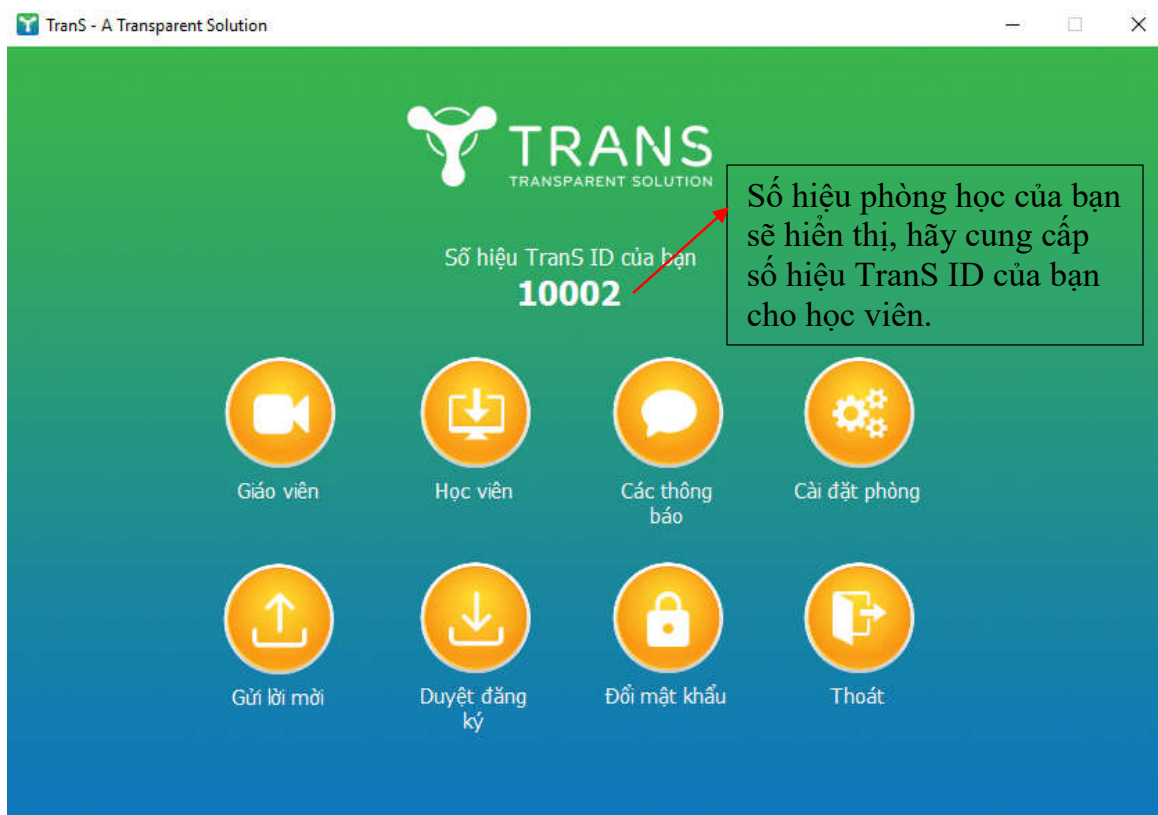 TranS - A Transparent Solution
TRANS
TRANSPARENT SOLUTION
Số hiệu phòng học của bạn
sẽ hiển thị, hãy cung cấp
số hiệu TranS ID của bạn
cho học viên.
Số hiệu TranS ID của bạn
10002
Giáo viên
Học viên
Các thông
báo
Cài đặt phòng
Gửi lời mời
Duyệt đăng
ký
Đổi mật khẩu
Thoát